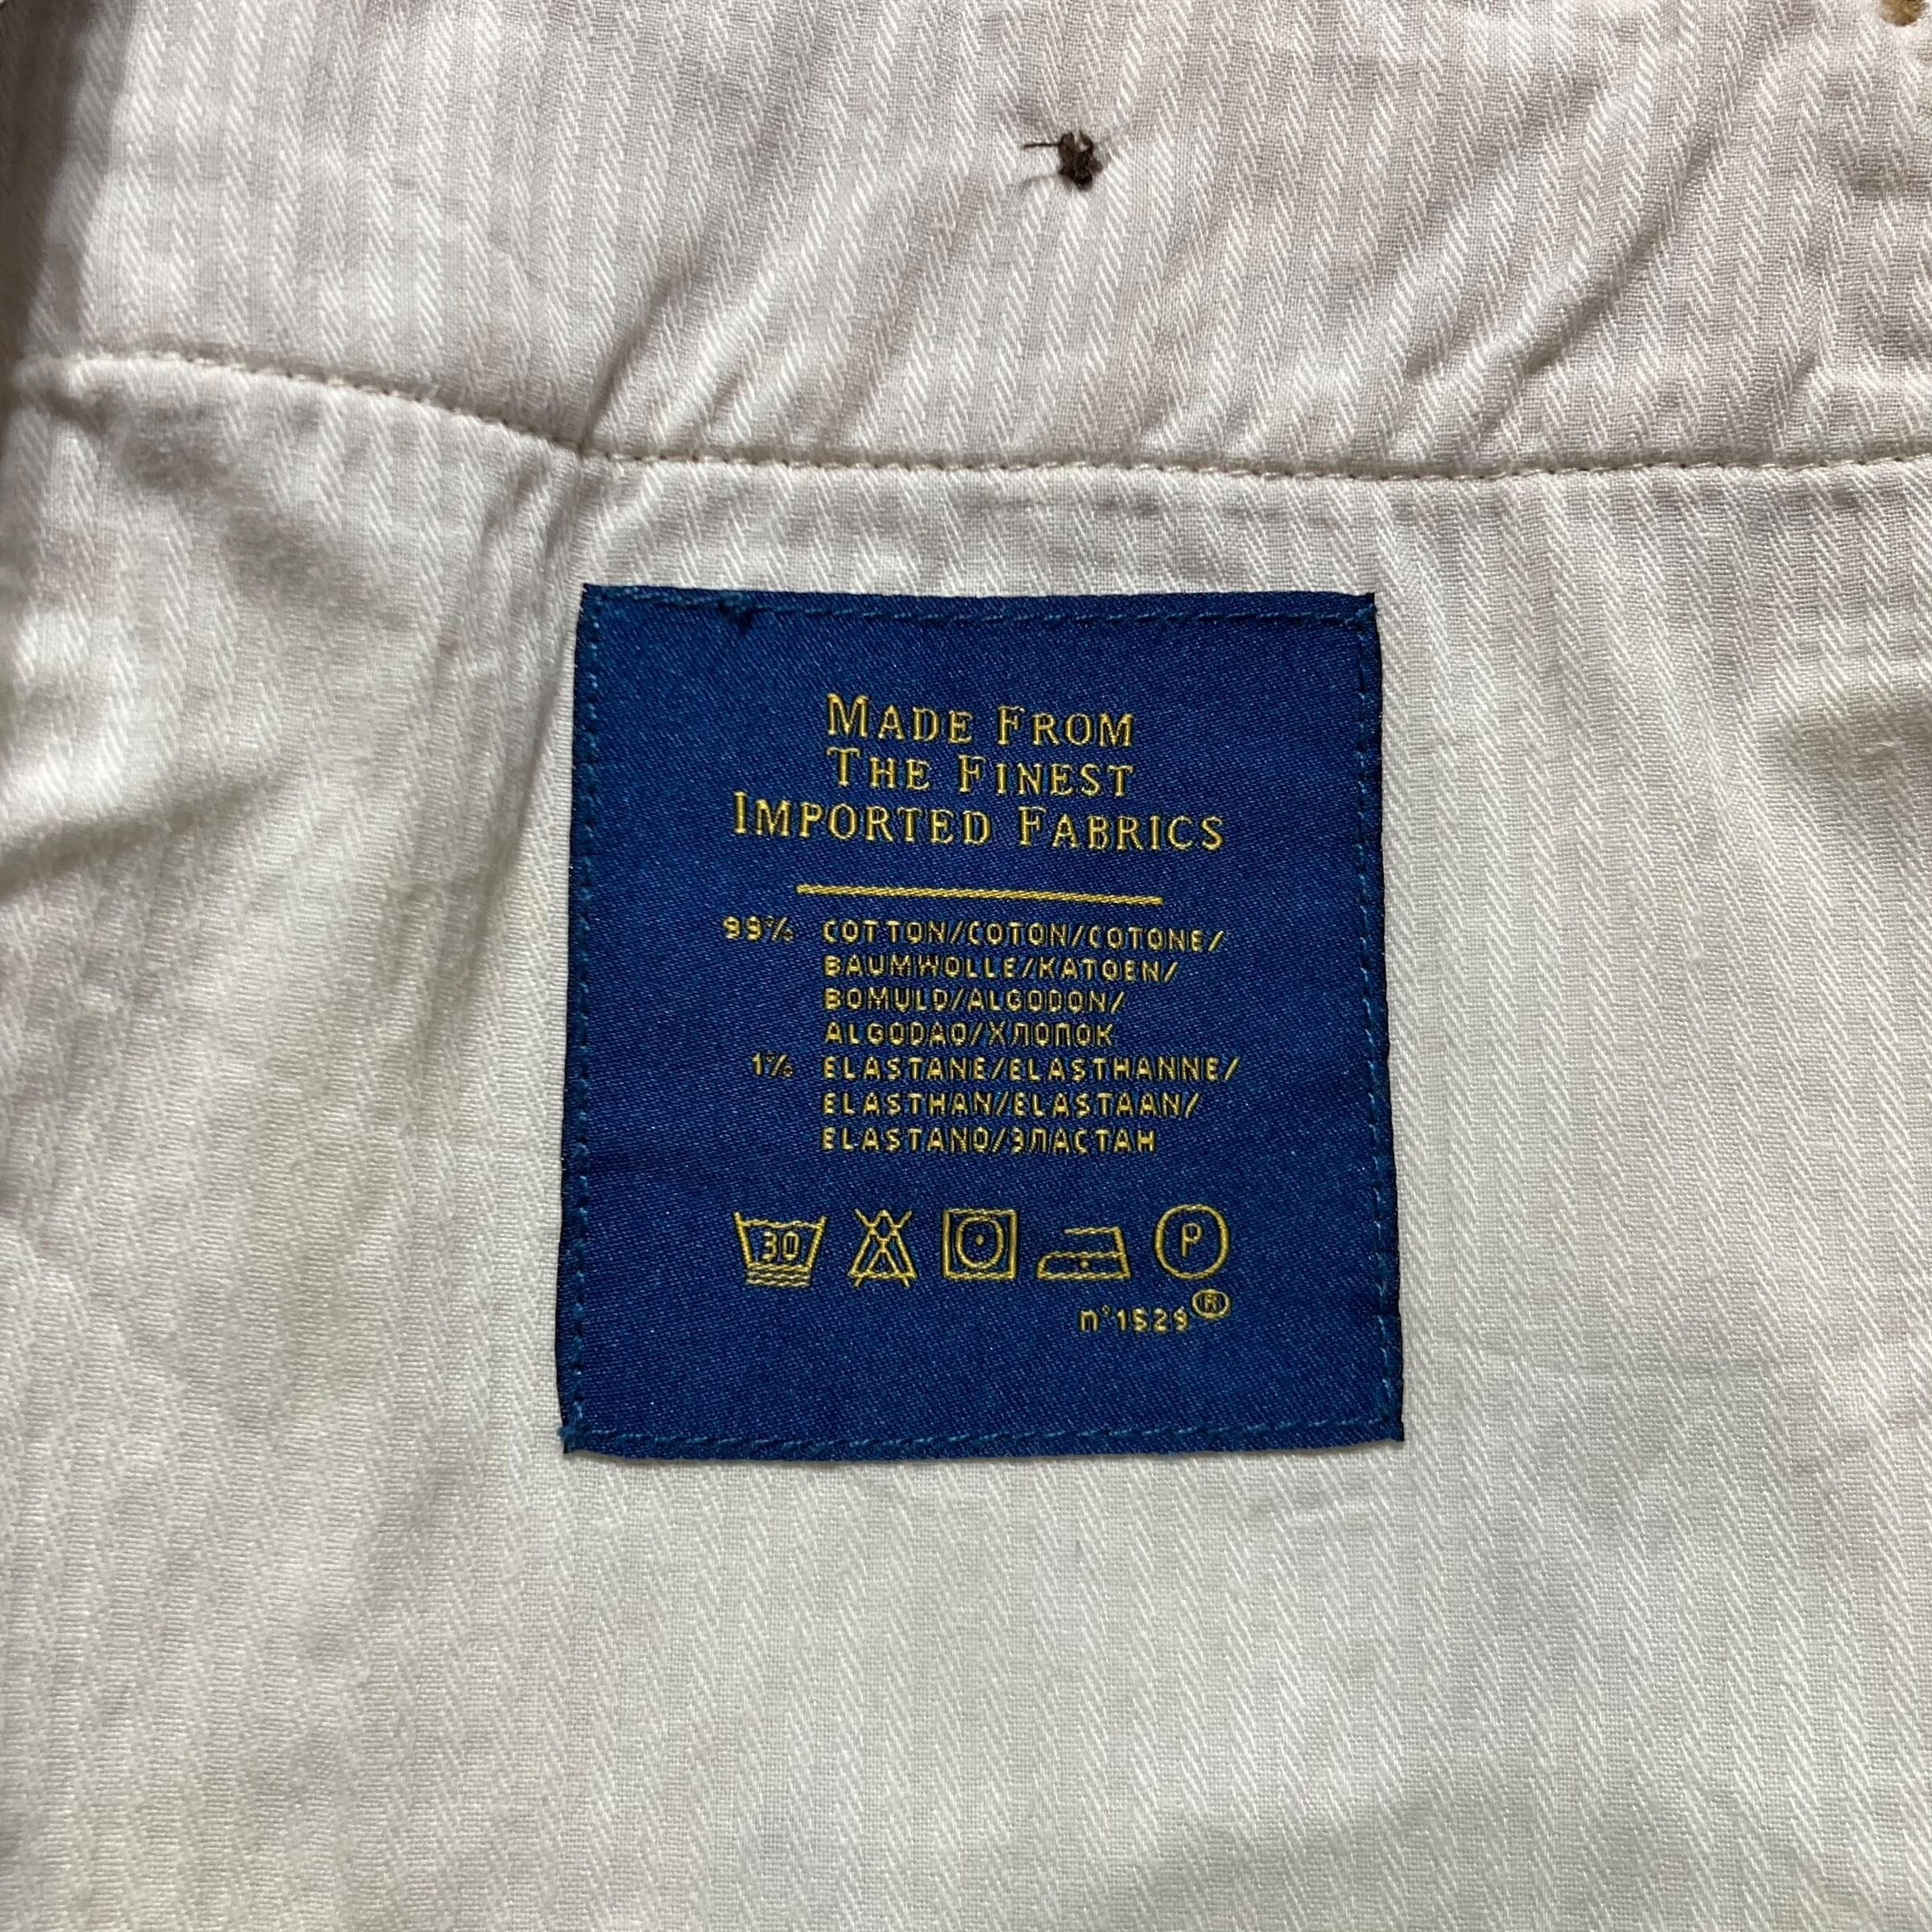 MADE FROM
THE FINEST
IMPORTED FABRICS
99% COTTON/COTON/COTONE/
BAUMWOLLE/KATOEN/
BOMULD/ALGODON/
ALGODAO/ХЛОПОК
1% ELASTANE/ELASTHANNE/
ELASTHAN/ELASTAAN/
ELASTANO/ЭЛАСТАН
30 P
n°1529®